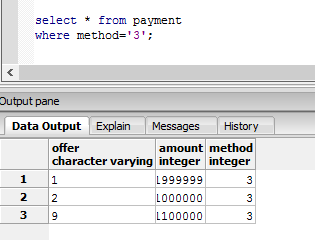 select * from payment
where method='3';
Output pane
Data Output Explain Messages History
offer amount method
character varying integer integer
1 1 1999999 3
2 2 1000000 3
3 9 1100000 3